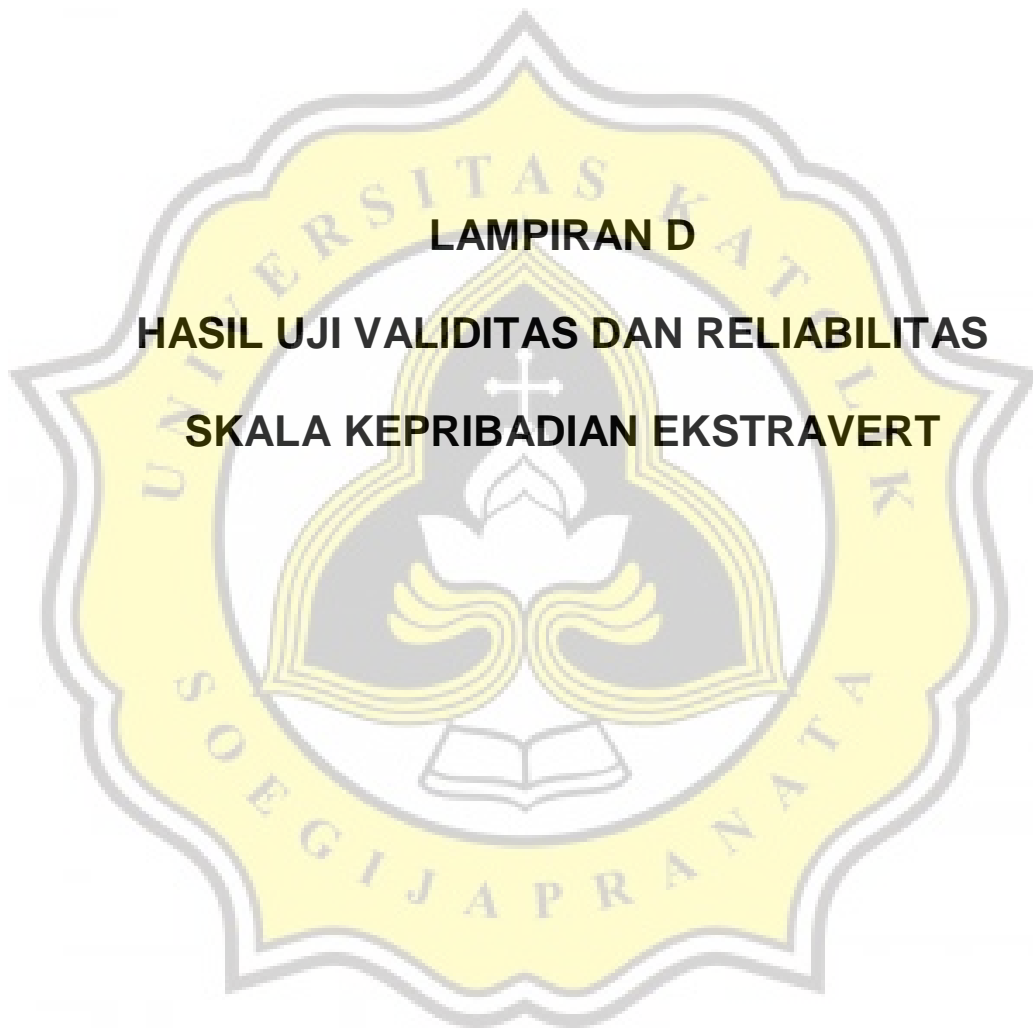 LAMPIRAN D
HASIL UJI VALIDITAS DAN RELIABILITAS
SKALA KEPRIBADIAN EKSTRAVERT
UNIVERSITAS KATOLIK
SOEGIJAPRANATA